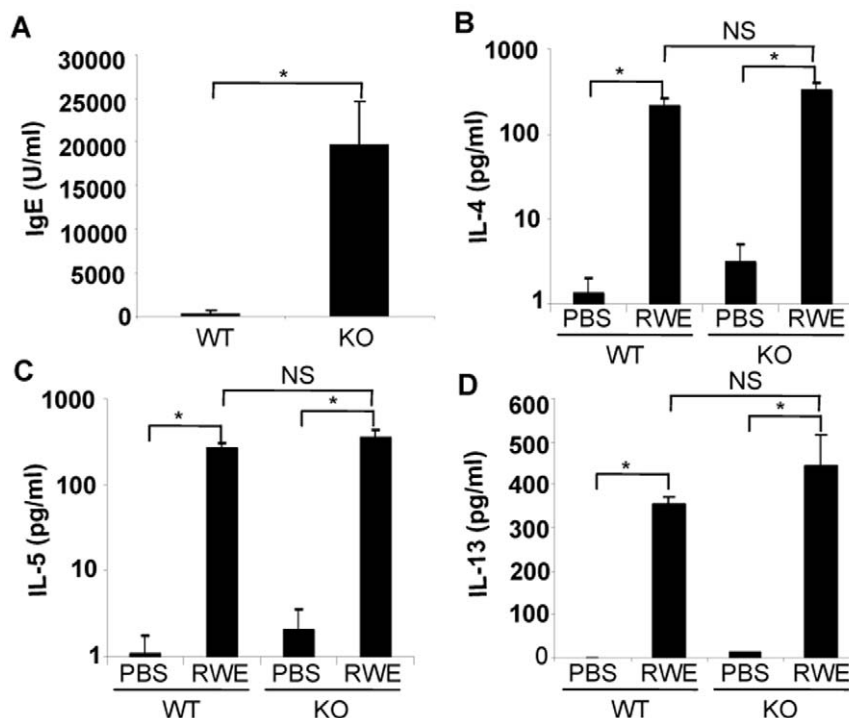 A
30000
25000
20000
15000
10000
5000
0
IgE (U/ml)
*
WT KO
B
1000
100
10
1
IL-4 (pg/ml)
NS
* *
PBS RWE PBS RWE
WT KO
C
1000
100
10
1
IL-5 (pg/ml)
NS
* *
PBS RWE PBS RWE
WT KO
D
600
500
400
300
200
100
0
IL-13 (pg/ml)
NS
* *
PBS RWE PBS RWE
WT KO